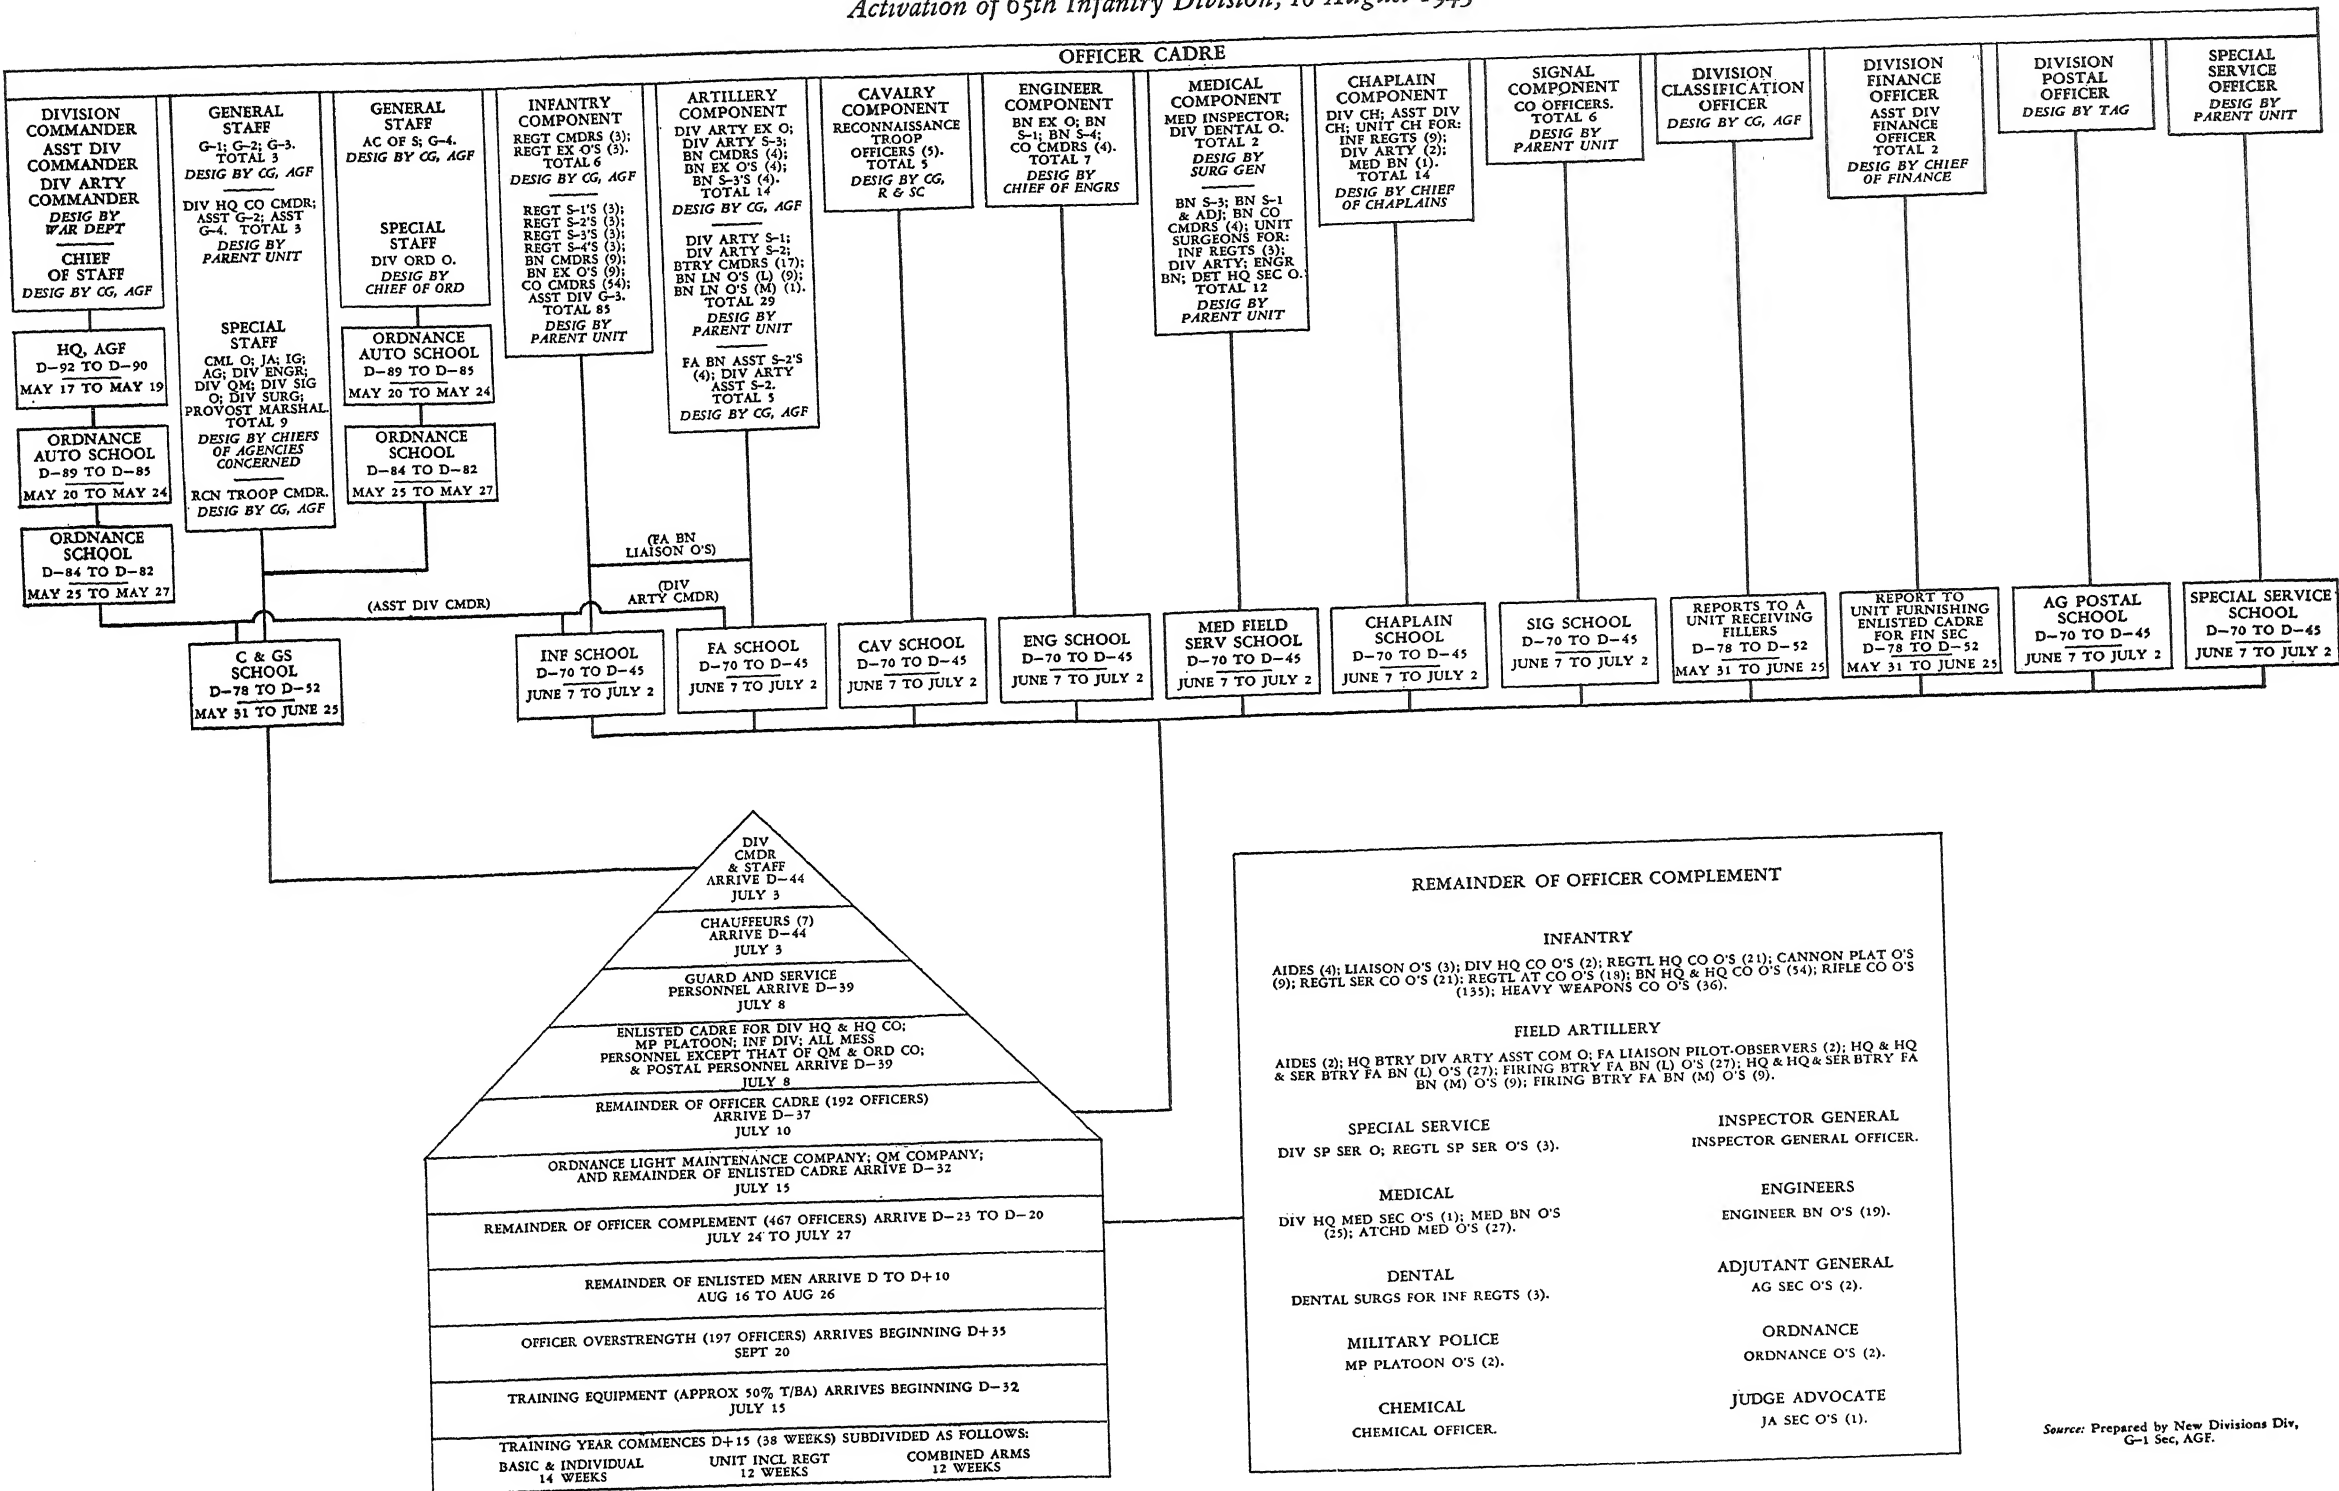 Activation of 65th Infantry Division, 16 August 1943
OFFICER CADRE
DIVISION
COMMANDER
ASST DIV
COMMANDER
DIV ARTY
COMMANDER
DESIG BY
WAR DEPT
CHIEF
OF STAFF
DESIG BY CG, AGF
HQ, AGF
D–92 TO D–90
MAY 17 TO MAY 19
ORDNANCE
AUTO SCHOOL
D–89 TO D–85
MAY 20 TO MAY 24
ORDNANCE
SCHOOL
D–84 TO D–82
MAY 25 TO MAY 27
GENERAL
STAFF
G–1; G–2; G–3.
TOTAL 3
DESIG BY CG, AGF
DIV HQ CO CMDR;
ASST G–2; ASST
G–4. TOTAL 3
DESIG BY
PARENT UNIT
SPECIAL
STAFF
CML O; JA; IG;
AG; DIV ENGR;
DIV QM; DIV SIG
O; DIV SURG;
PROVOST MARSHAL.
TOTAL 9
DESIG BY CHIEFS
OF AGENCIES
CONCERNED
RCN TROOP CMDR.
DESIG BY CG, AGF
GENERAL
STAFF
AC OF S; G–4.
DESIG BY CG, AGF
SPECIAL
STAFF
DIV ORD O.
DESIG BY
CHIEF OF ORD
ORDNANCE
AUTO SCHOOL
D–89 TO D–85
MAY 20 TO MAY 24
ORDNANCE
SCHOOL
D–84 TO D–82
MAY 25 TO MAY 27
INFANTRY
COMPONENT
REGT CMDRS (3);
REGT EX O'S (3).
TOTAL 6
DESIG BY CG, AGF
REGT S–1'S (3);
REGT S–2'S (3);
REGT S–3'S (3);
REGT S–4'S (3);
BN CMDRS (9);
BN EX O'S (9);
CO CMDRS (54);
ASST DIV G–3.
TOTAL 85
DESIG BY
PARENT UNIT
ARTILLERY
COMPONENT
DIV ARTY EX O;
DIV ARTY S–3;
BN CMDRS (4);
BN EX O'S (4);
BN S–3'S (4).
TOTAL 14
DESIG BY CG, AGF
DIV ARTY S–1;
DIV ARTY S–2;
BTRY CMDRS (17);
BN LN O'S (L) (9);
BN LN O'S (M) (1).
TOTAL 29
DESIG BY
PARENT UNIT
FA BN ASST S–2'S
(4); DIV ARTY
ASST S–2.
TOTAL 5
DESIG BY CG, AGF
CAVALRY
COMPONENT
RECONNAISSANCE
TROOP
OFFICERS (5).
TOTAL 5
DESIG BY CG,
R & SC
ENGINEER
COMPONENT
BN EX O; BN
S–1; BN S–4;
CO CMDRS (4).
TOTAL 7
DESIG BY
CHIEF OF ENGRS
MEDICAL
COMPONENT
MED INSPECTOR;
DIV DENTAL O.
TOTAL 2
DESIG BY
SURG GEN
BN S–3; BN S–1
& ADJ; BN CO
CMDRS (4); UNIT
SURGEONS FOR:
INF REGTS (3);
DIV ARTY; ENGR
BN; DET HQ SEC O.
TOTAL 12
DESIG BY
PARENT UNIT
CHAPLAIN
COMPONENT
DIV CH; ASST DIV
CH; UNIT CH FOR:
INF REGTS (9);
DIV ARTY (2);
MED BN (1).
TOTAL 14
DESIG BY CHIEF
OF CHAPLAINS
SIGNAL
COMPONENT
CO OFFICERS.
TOTAL 6
DESIG BY
PARENT UNIT
DIVISION
CLASSIFICATION
OFFICER
DESIG BY CG, AGF
DIVISION
FINANCE
OFFICER
ASST DIV
FINANCE
OFFICER
TOTAL 2
DESIG BY CHIEF
OF FINANCE
DIVISION
POSTAL
OFFICER
DESIG BY TAG
SPECIAL
SERVICE
OFFICER
DESIG BY
PARENT UNIT
(FA BN
LIAISON O'S)
(ASST DIV CMDR)
(DIV
ARTY CMDR)
C & GS
SCHOOL
D–78 TO D–52
MAY 31 TO JUNE 25
INF SCHOOL
D–70 TO D–45
JUNE 7 TO JULY 2
FA SCHOOL
D–70 TO D–45
JUNE 7 TO JULY 2
CAV SCHOOL
D–70 TO D–45
JUNE 7 TO JULY 2
ENG SCHOOL
D–70 TO D–45
JUNE 7 TO JULY 2
MED FIELD
SERV SCHOOL
D–70 TO D–45
JUNE 7 TO JULY 2
CHAPLAIN
SCHOOL
D–70 TO D–45
JUNE 7 TO JULY 2
SIG SCHOOL
D–70 TO D–45
JUNE 7 TO JULY 2
REPORTS TO A
UNIT RECEIVING
FILLERS
D–78 TO D–52
MAY 31 TO JUNE 25
REPORT TO
UNIT FURNISHING
ENLISTED CADRE
FOR FIN SEC
D–78 TO D–52
MAY 31 TO JUNE 25
AG POSTAL
SCHOOL
D–70 TO D–45
JUNE 7 TO JULY 2
SPECIAL SERVICE
SCHOOL
D–70 TO D–45
JUNE 7 TO JULY 2
DIV
CMDR
& STAFF
ARRIVE D–44
JULY 3
CHAUFFEURS (7)
ARRIVE D–44
JULY 3
GUARD AND SERVICE
PERSONNEL ARRIVE D–39
JULY 8
ENLISTED CADRE FOR DIV HQ & HQ CO;
MP PLATOON; INF DIV; ALL MESS
PERSONNEL EXCEPT THAT OF QM & ORD CO;
& POSTAL PERSONNEL ARRIVE D–39
JULY 8
REMAINDER OF OFFICER CADRE (192 OFFICERS)
ARRIVE D–37
JULY 10
ORDNANCE LIGHT MAINTENANCE COMPANY; QM COMPANY;
AND REMAINDER OF ENLISTED CADRE ARRIVE D–32
JULY 15
REMAINDER OF OFFICER COMPLEMENT (467 OFFICERS) ARRIVE D–23 TO D–20
JULY 24 TO JULY 27
REMAINDER OF ENLISTED MEN ARRIVE D TO D+10
AUG 16 TO AUG 26
OFFICER OVERSTRENGTH (197 OFFICERS) ARRIVES BEGINNING D+35
SEPT 20
TRAINING EQUIPMENT (APPROX 50% T/BA) ARRIVES BEGINNING D–32
JULY 15
TRAINING YEAR COMMENCES D+15 (38 WEEKS) SUBDIVIDED AS FOLLOWS:
BASIC & INDIVIDUAL
14 WEEKS
UNIT INCL REGT
12 WEEKS
COMBINED ARMS
12 WEEKS
REMAINDER OF OFFICER COMPLEMENT
INFANTRY
AIDES (4); LIAISON O'S (3); DIV HQ CO O'S (2); REGTL HQ CO O'S (21); CANNON PLAT O'S
(9); REGTL SER CO O'S (21); REGTL AT CO O'S (18); BN HQ & HQ CO O'S (54); RIFLE CO O'S
(135); HEAVY WEAPONS CO O'S (36).
FIELD ARTILLERY
AIDES (2); HQ BTRY DIV ARTY ASST COM O; FA LIAISON PILOT-OBSERVERS (2); HQ & HQ
& SER BTRY FA BN (L) O'S (27); FIRING BTRY FA BN (L) O'S (27); HQ & HQ & SER BTRY FA
BN (M) O'S (9); FIRING BTRY FA BN (M) O'S (9).
SPECIAL SERVICE
DIV SP SER O; REGTL SP SER O'S (3).
INSPECTOR GENERAL
INSPECTOR GENERAL OFFICER.
MEDICAL
DIV HQ MED SEC O'S (1); MED BN O'S
(25); ATCHD MED O'S (27).
ENGINEERS
ENGINEER BN O'S (19).
DENTAL
DENTAL SURGS FOR INF REGTS (3).
ADJUTANT GENERAL
AG SEC O'S (2).
MILITARY POLICE
MP PLATOON O'S (2).
ORDNANCE
ORDNANCE O'S (2).
CHEMICAL
CHEMICAL OFFICER.
JUDGE ADVOCATE
JA SEC O'S (1).
Source: Prepared by New Divisions Div,
G–1 Sec, AGF.